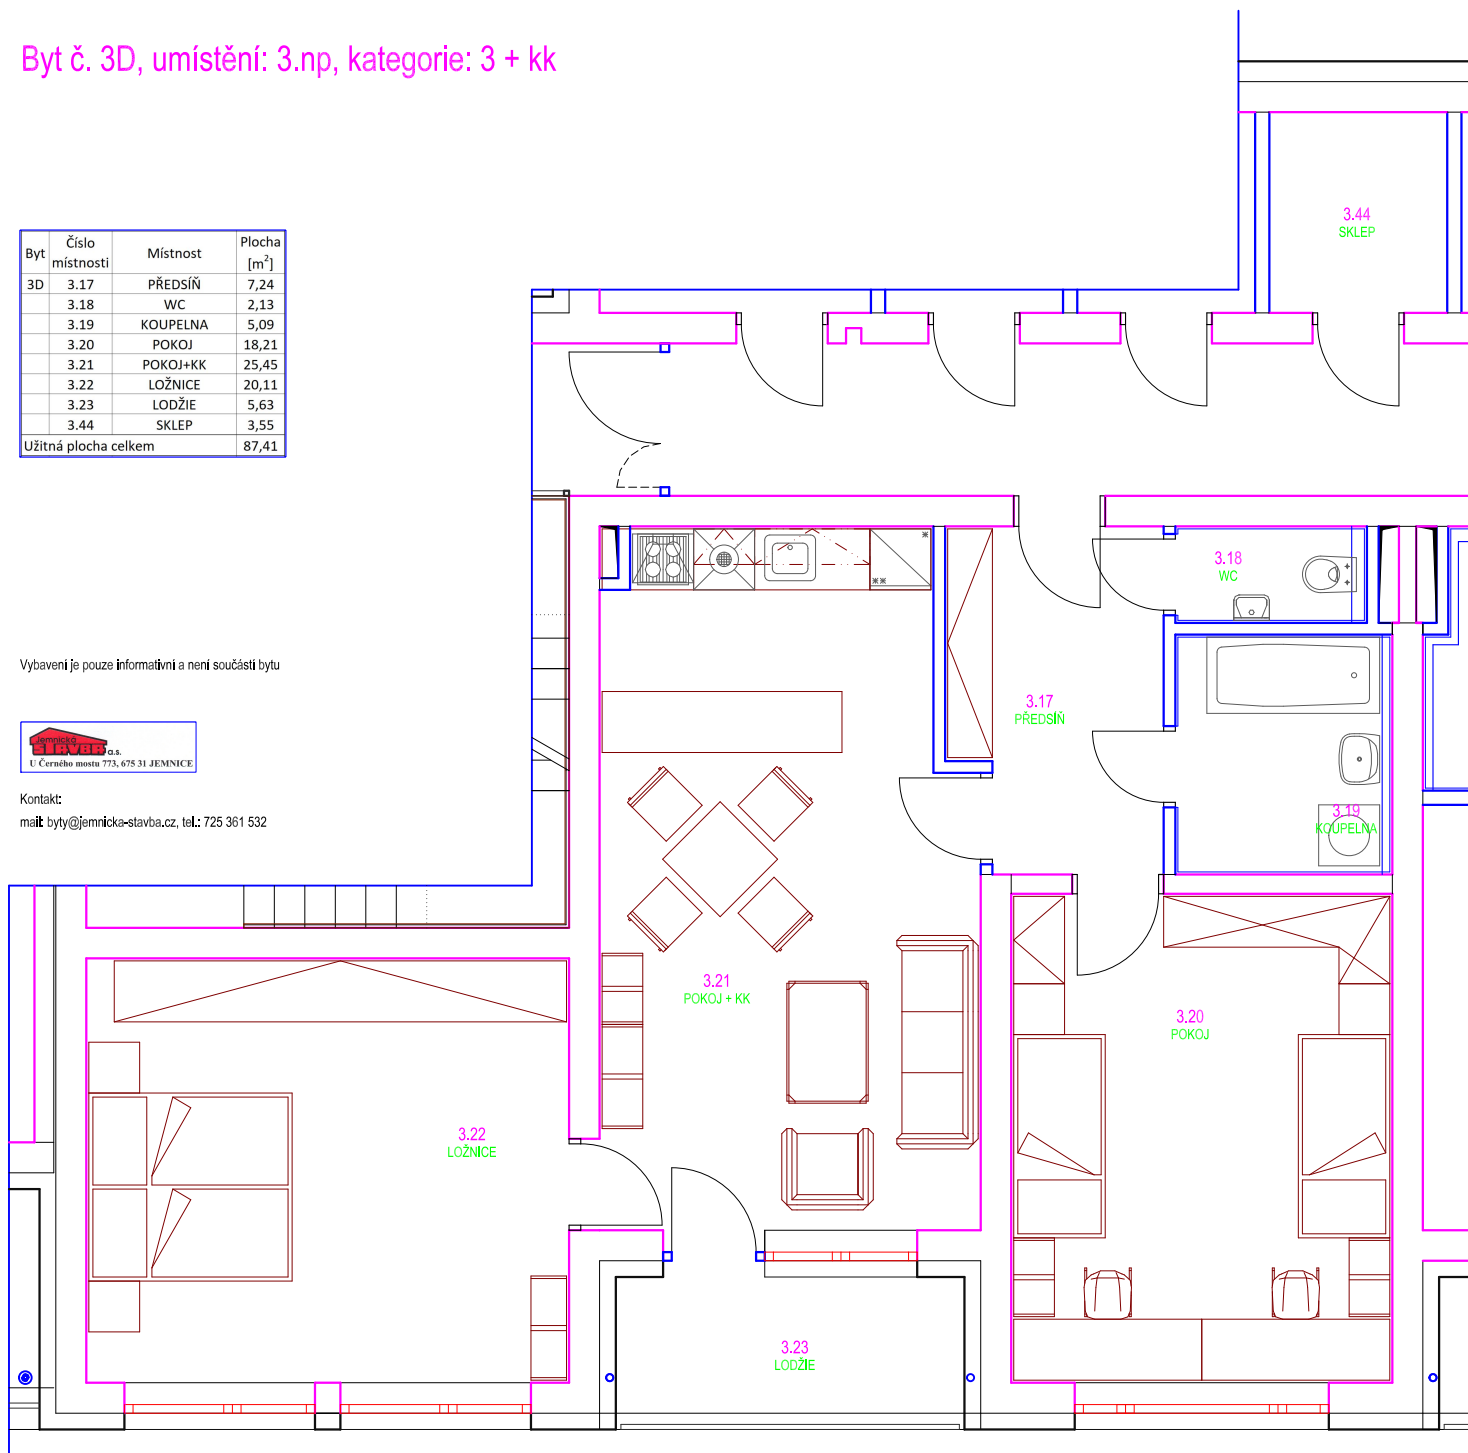 Byt č. 3D, umístění: 3.np, kategorie: 3 + kk
Byt Číslo místnosti Místnost Plocha [m²]
3D 3.17 PŘEDSÍŇ 7,24
3.18 WC 2,13
3.19 KOUPELNA 5,09
3.20 POKOJ 18,21
3.21 POKOJ+KK 25,45
3.22 LOŽNICE 20,11
3.23 LODŽIE 5,63
3.44 SKLEP 3,55
Užitná plocha celkem 87,41
Vybavení je pouze informativní a není součástí bytu
Jemnická
STAVBA a.s.
U Černého mostu 773, 675 31 JEMNICE
Kontakt:
mail: byty@jemnicka-stavba.cz, tel.: 725 361 532
3.44
SKLEP
3.18
WC
3.17
PŘEDSÍŇ
3.19
KOUPELNA
3.21
POKOJ + KK
3.20
POKOJ
3.22
LOŽNICE
3.23
LODŽIE